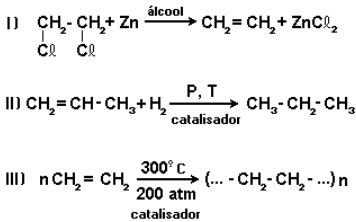 I) CH₂-CH₂+ Zn álcool → CH₂=CH₂+ ZnCℓ₂
Cℓ Cℓ
II) CH₂=CH-CH₃+H₂ P, T → CH₃-CH₂-CH₃
catalisador
III) nCH₂= CH₂ 300°C → (... -CH₂-CH₂- ...)n
200 atm
catalisador